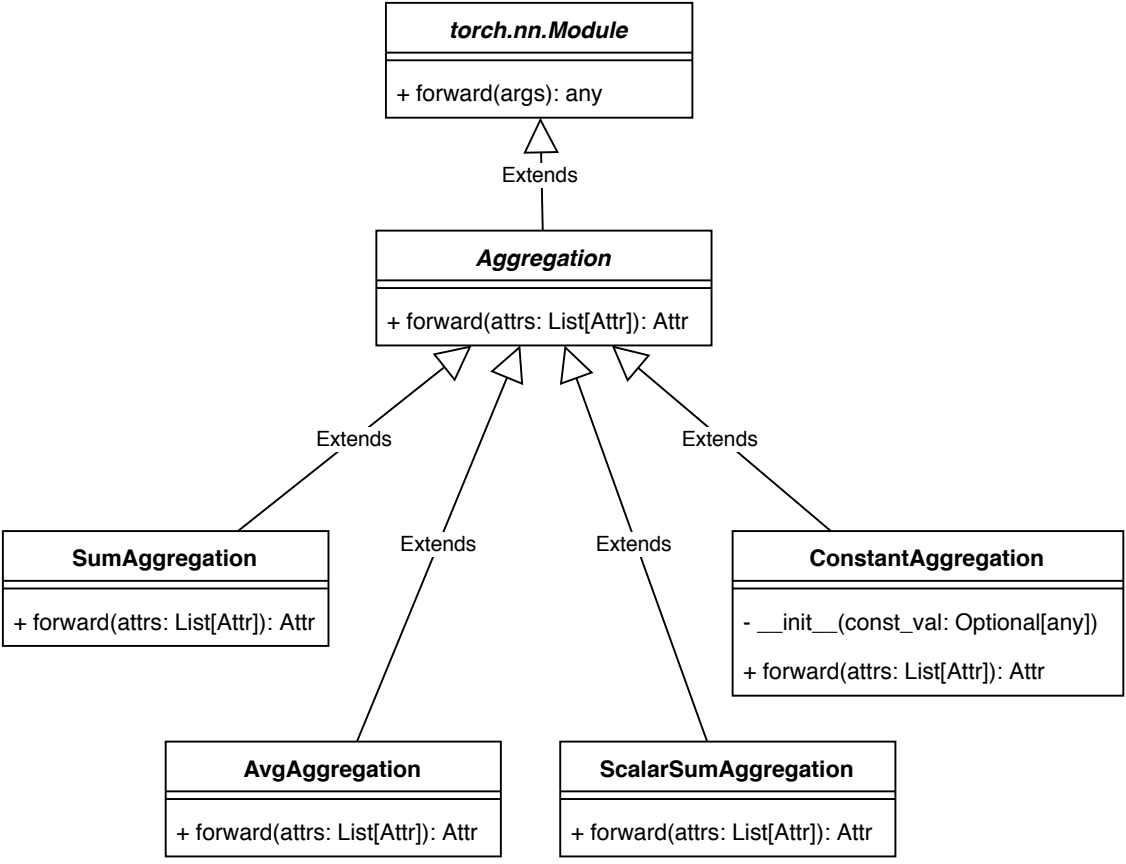 torch.nn.Module
+ forward(args): any
Extends
Aggregation
+ forward(attrs: List[Attr]): Attr
Extends
Extends
Extends
Extends
SumAggregation
+ forward(attrs: List[Attr]): Attr
ConstantAggregation
- __init__(const_val: Optional[any])
+ forward(attrs: List[Attr]): Attr
AvgAggregation
+ forward(attrs: List[Attr]): Attr
ScalarSumAggregation
+ forward(attrs: List[Attr]): Attr